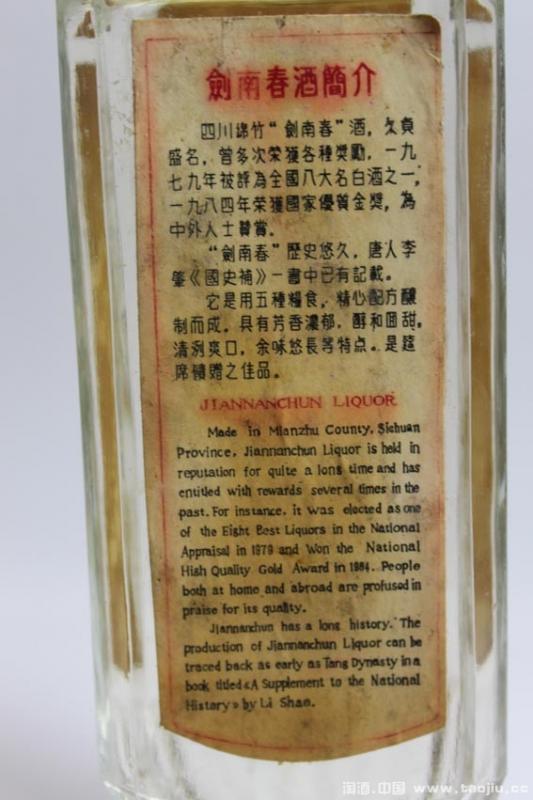 劍南春酒簡介
四川綿竹“劍南春”酒，久負
盛名，曾多次榮獲各種獎勵，一九
七九年被評為全國八大名白酒之一，
一九八四年榮獲國家優質金獎，為
中外人士贊賞。
“劍南春”歷史悠久，唐人李
肇《國史補》一書中已有記載。
它是用五種糧食，精心配方釀
制而成。具有芳香濃郁，醇和回甜，
清洌爽口，余味悠長等特点。是筵
席饋贈之佳品。
JIANNANCHUN LIQUOR
Made in Mianzhu County, Sichuan
Province, Jiannanchun Liquor is held in
reputation for quite a long time and has
entitled with rewards several times in the
past. For instance, it was elected as one
of the Eight Best Liquors in the National
Appraisal in 1979 and Won the National
High Quality Gold Award in 1984. People
both at home and abroad are profused in
praise for its quality.
Jiannanchun has a long history. The
production of Jiannanchun Liquor can be
traced back as early as Tang Dynasty in a
book titled《A Supplement to the National
History》by Li Shao.
淘酒.中国 www.taojiu.cc